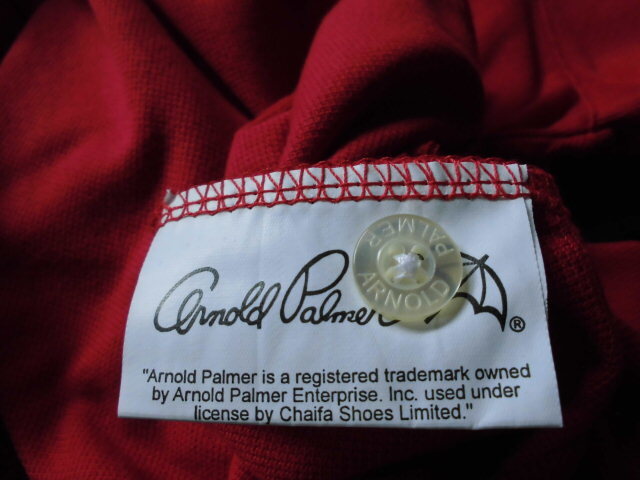 ARNOLD PALMER
Arnold Palmer ®
"Arnold Palmer is a registered trademark owned
by Arnold Palmer Enterprise. Inc. used under
license by Chaifa Shoes Limited."